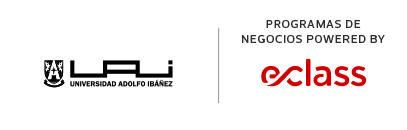 UAI
UNIVERSIDAD ADOLFO IBÁÑEZ
PROGRAMAS DE
NEGOCIOS POWERED BY
eclass